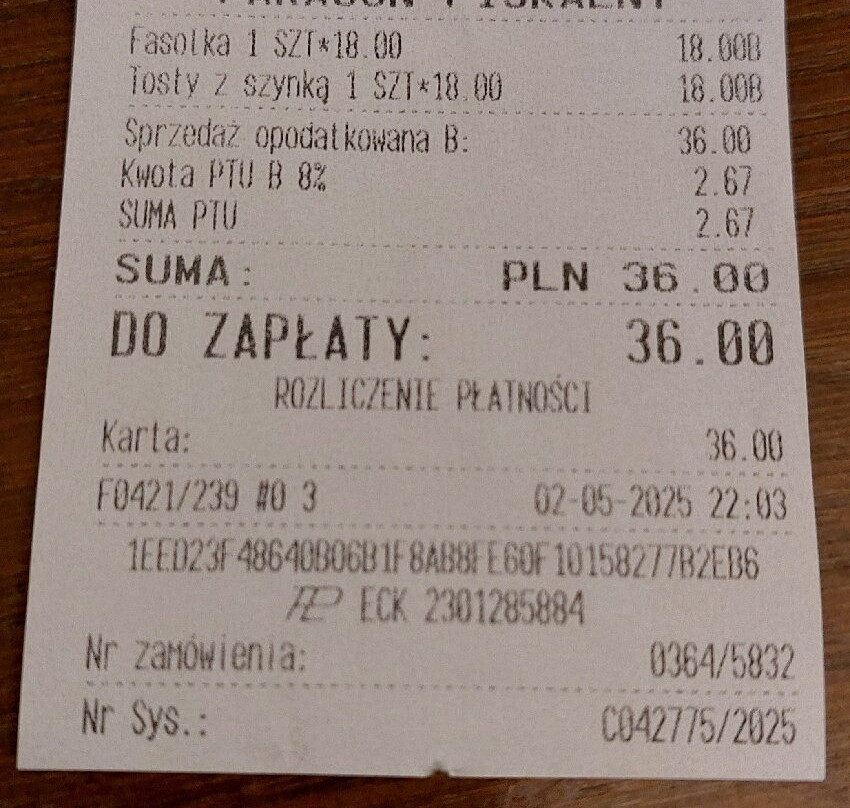 PARAGON FISKALNY
Fasolka 1 SZT*18.00 18.00B
Tosty z szynką 1 SZT*18.00 18.00B
Sprzedaż opodatkowana B: 36.00
Kwota PTU B 8% 2.67
SUMA PTU 2.67
SUMA: PLN 36.00
DO ZAPŁATY: 36.00
ROZLICZENIE PŁATNOŚCI
Karta: 36.00
F0421/239 #0 3 02-05-2025 22:03
1EED23F48640B06B1F8AB8FE60F10158277B2EB6
ECK 2301285884
Nr zamówienia: 0364/5832
Nr Sys.: C042775/2025